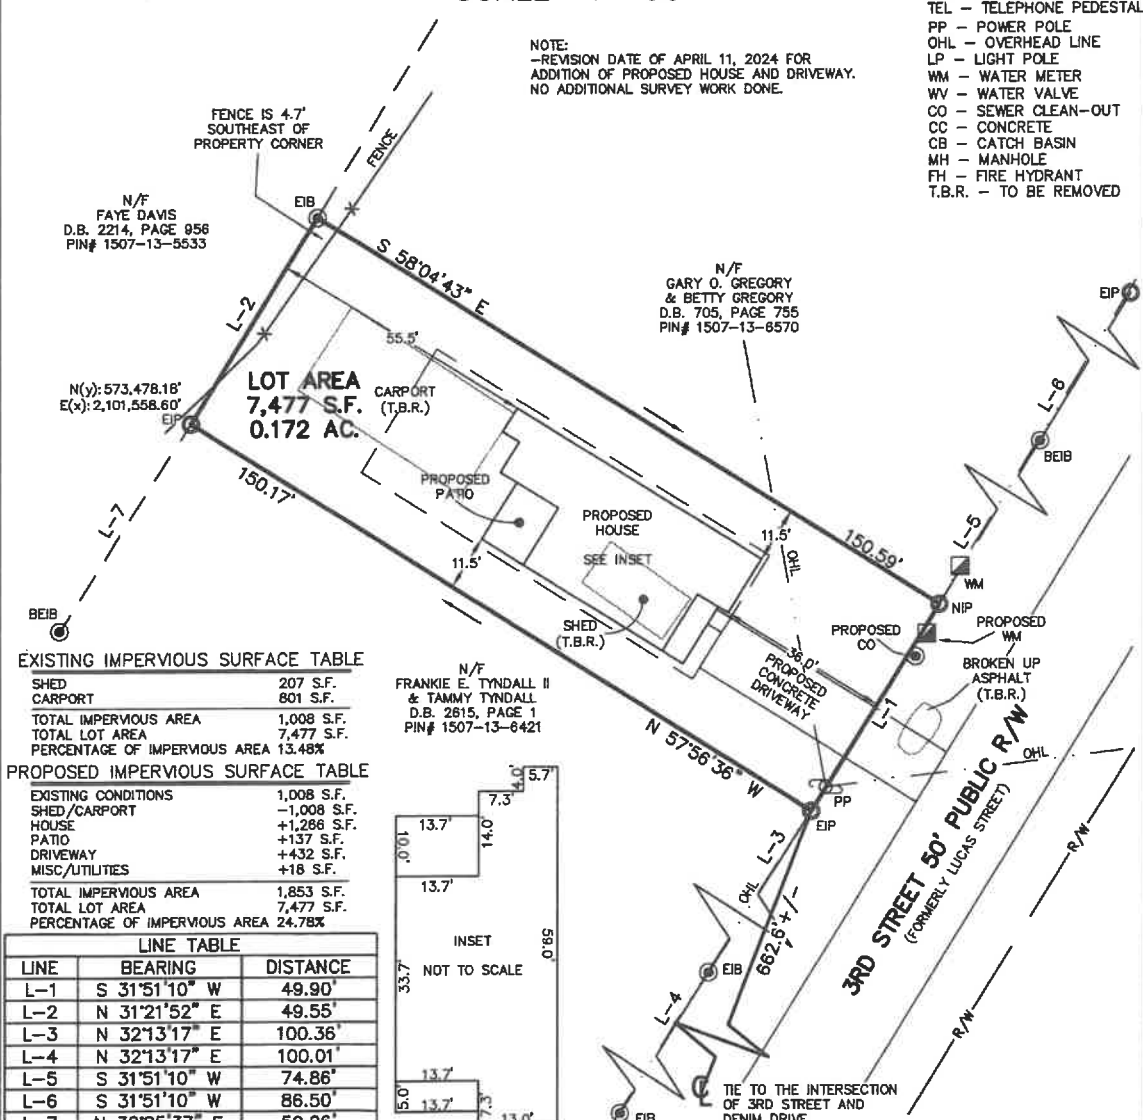 TEL – TELEPHONE PEDESTAL
PP – POWER POLE
OHL – OVERHEAD LINE
LP – LIGHT POLE
WM – WATER METER
WV – WATER VALVE
CO – SEWER CLEAN-OUT
CC – CONCRETE
CB – CATCH BASIN
MH – MANHOLE
FH – FIRE HYDRANT
T.B.R. – TO BE REMOVED
NOTE:
-REVISION DATE OF APRIL 11, 2024 FOR
ADDITION OF PROPOSED HOUSE AND DRIVEWAY.
NO ADDITIONAL SURVEY WORK DONE.
FENCE IS 4.7'
SOUTHEAST OF
PROPERTY CORNER
FENCE
EIB
N/F
FAYE DAVIS
D.B. 2214, PAGE 956
PIN# 1507-13-5533
S 58°04'43" E
N/F
GARY O. GREGORY
& BETTY GREGORY
D.B. 705, PAGE 755
PIN# 1507-13-6570
EIP
L-2
55.5'
L-6
N(y): 573,478.18'
E(x): 2,101,558.60'
EIP
LOT AREA
7,477 S.F.
0.172 AC.
CARPORT
(T.B.R.)
BEIB
150.17'
PROPOSED
PATIO
PROPOSED
HOUSE
SEE INSET
11.5'
OHL
150.59'
L-5
L-7
11.5'
WM
NIP
BEIB
SHED
(T.B.R.)
PROPOSED
CO
PROPOSED
WM
36.0'
PROPOSED
CONCRETE
DRIVEWAY
BROKEN UP
ASPHALT
(T.B.R.)
L-1
N/F
FRANKIE E. TYNDALL II
& TAMMY TYNDALL
D.B. 2615, PAGE 1
PIN# 1507-13-6421
N 57°56'36" W
OHL
PP
EIP
3RD STREET 50' PUBLIC R/W
(FORMERLY LUCAS STREET)
R/W
R/W
L-3
OHL
662.6'+/-
EIB
L-4
EIB
TIE TO THE INTERSECTION
OF 3RD STREET AND
DENIM DRIVE
EXISTING IMPERVIOUS SURFACE TABLE
SHED 207 S.F.
CARPORT 801 S.F.
TOTAL IMPERVIOUS AREA 1,008 S.F.
TOTAL LOT AREA 7,477 S.F.
PERCENTAGE OF IMPERVIOUS AREA 13.48%
PROPOSED IMPERVIOUS SURFACE TABLE
EXISTING CONDITIONS 1,008 S.F.
SHED/CARPORT -1,008 S.F.
HOUSE +1,266 S.F.
PATIO +137 S.F.
DRIVEWAY +432 S.F.
MISC/UTILITIES +18 S.F.
TOTAL IMPERVIOUS AREA 1,853 S.F.
TOTAL LOT AREA 7,477 S.F.
PERCENTAGE OF IMPERVIOUS AREA 24.78%
LINE TABLE
LINE BEARING DISTANCE
L-1 S 31°51'10" W 49.90'
L-2 N 31°21'52" E 49.55'
L-3 N 32°13'17" E 100.36'
L-4 N 32°13'17" E 100.01'
L-5 S 31°51'10" W 74.86'
L-6 S 31°51'10" W 86.50'
5.7'
4.0'
7.3'
13.7'
14.0'
10.0'
13.7'
INSET
NOT TO SCALE
59.0'
33.7'
13.7'
5.0'
13.7'
7.3'
13.0'